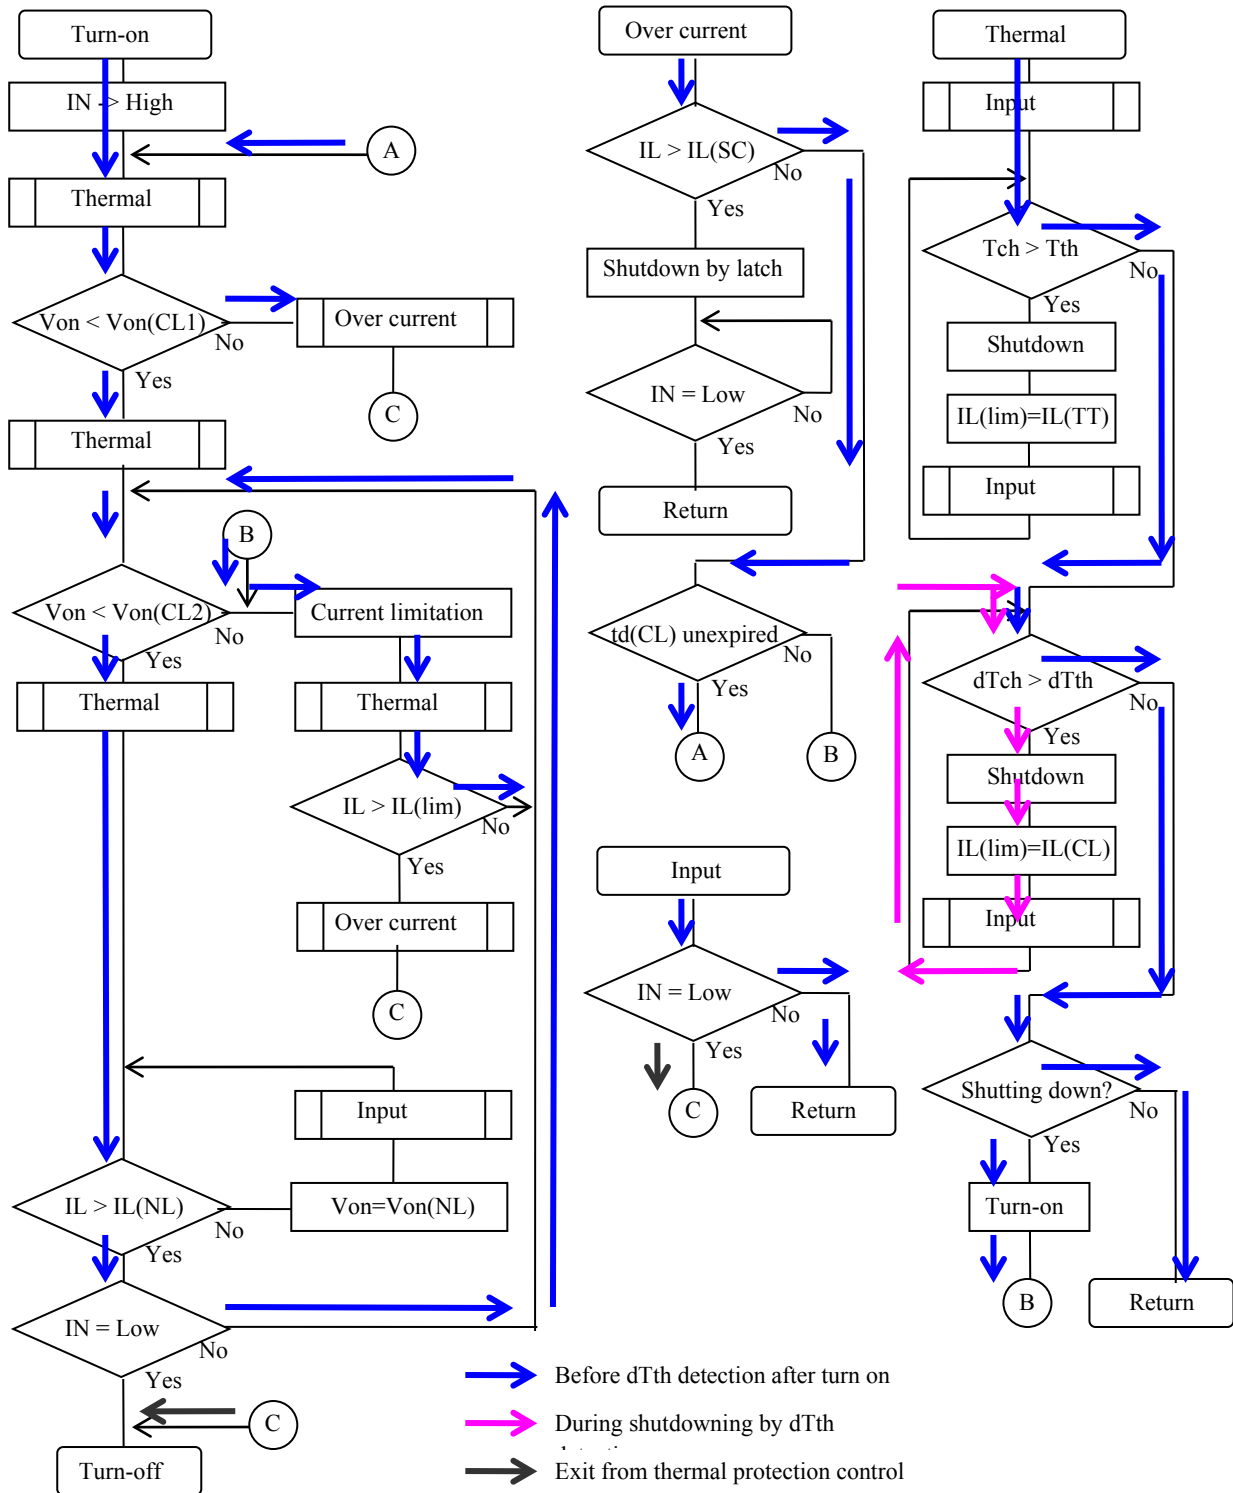 Turn-on
IN -> High
A
Thermal
Von < Von(CL1)
No
Over current
Yes
C
Thermal
B
Von < Von(CL2)
No
Current limitation
Yes
Thermal
Thermal
IL > IL(lim)
No
Yes
Over current
C
Input
IL > IL(NL)
No
Von=Von(NL)
Yes
IN = Low
No
Yes
C
Turn-off
Over current
IL > IL(SC)
No
Yes
Shutdown by latch
IN = Low
No
Yes
Return
td(CL) unexpired
No
Yes
A
B
Input
IN = Low
No
Yes
C
Return
Thermal
Input
Tch > Tth
No
Yes
Shutdown
IL(lim)=IL(TT)
Input
dTch > dTth
No
Yes
Shutdown
IL(lim)=IL(CL)
Input
Shutting down?
No
Yes
Turn-on
B
Return
Before dTth detection after turn on
During shutdowning by dTth
Exit from thermal protection control